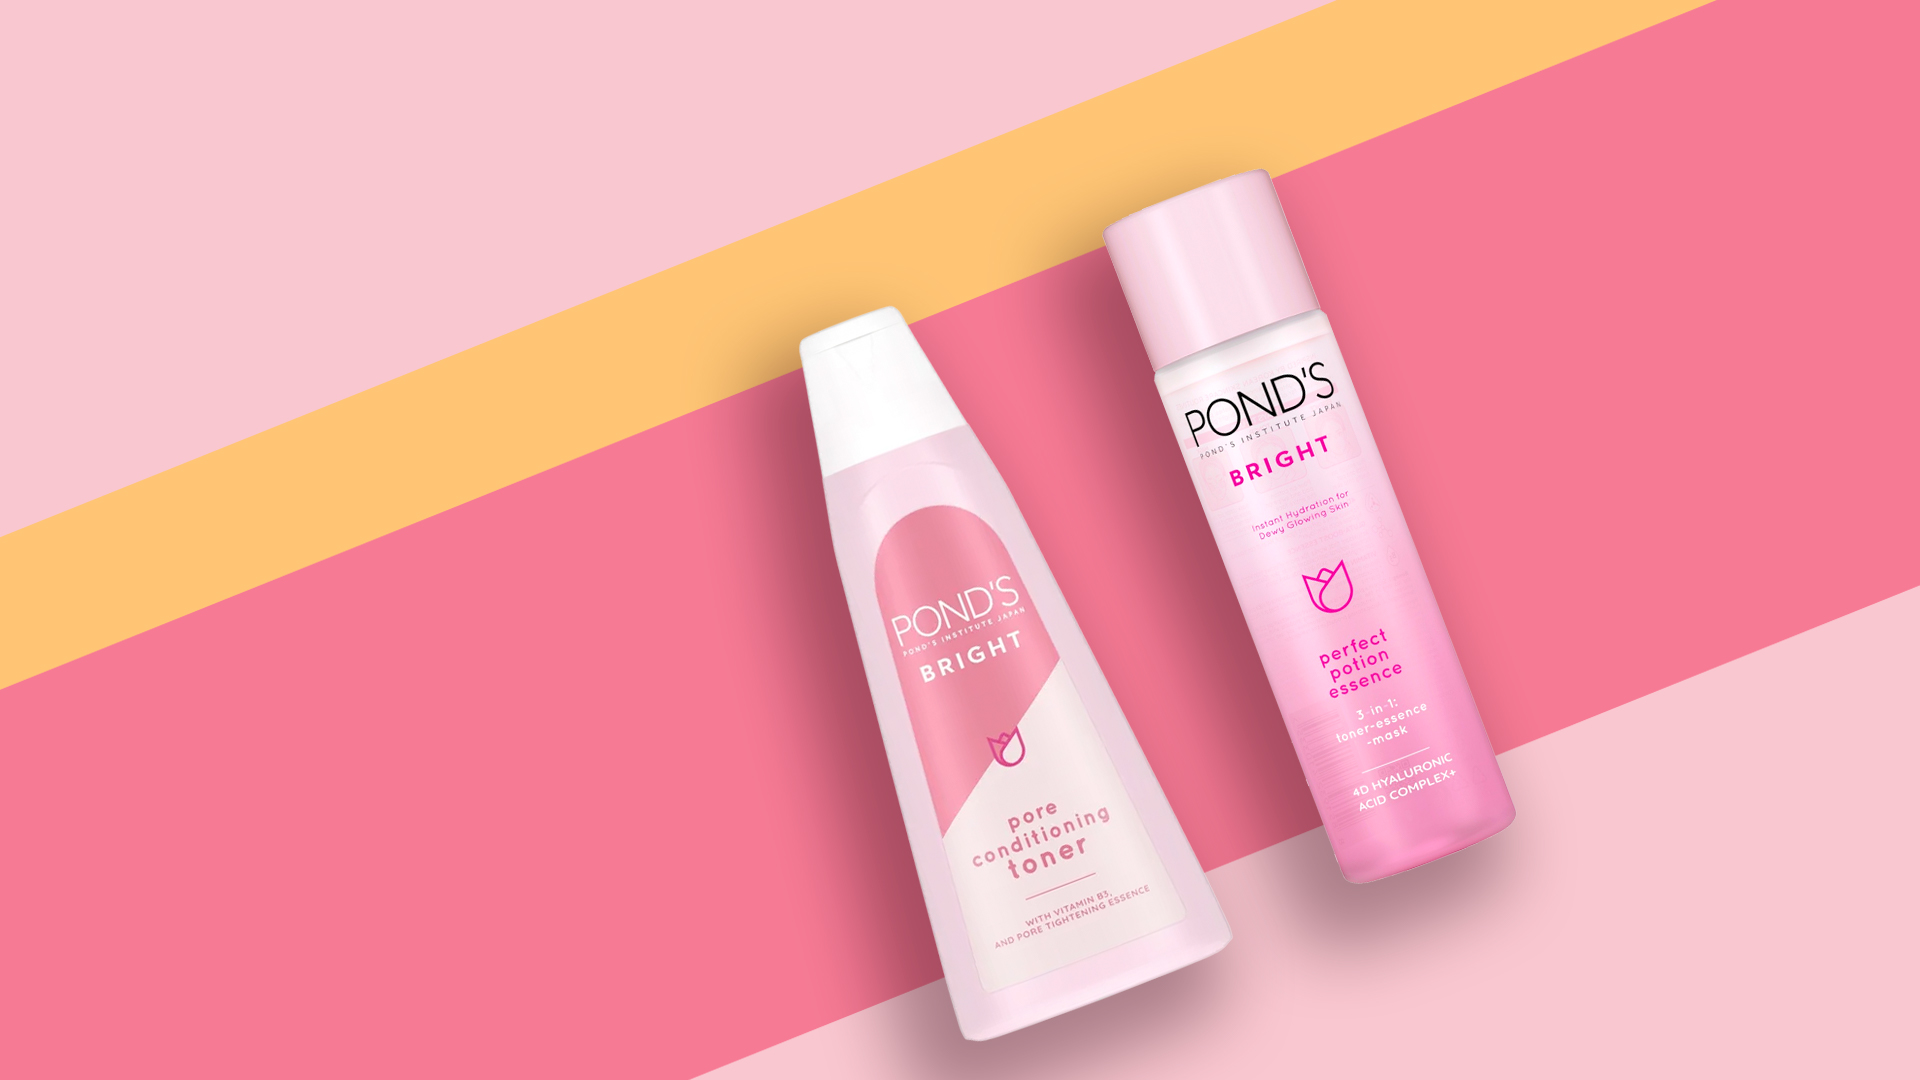 POND'S
POND'S INSTITUTE JAPAN
BRIGHT
pore
conditioning
toner
WITH VITAMIN B3,
AND PORE TIGHTENING ESSENCE
POND'S
POND'S INSTITUTE JAPAN
BRIGHT
Instant Hydration for
Dewy Glowing Skin
perfect
potion
essence
3-in-1:
toner-essence
-mask
4D HYALURONIC
ACID COMPLEX+